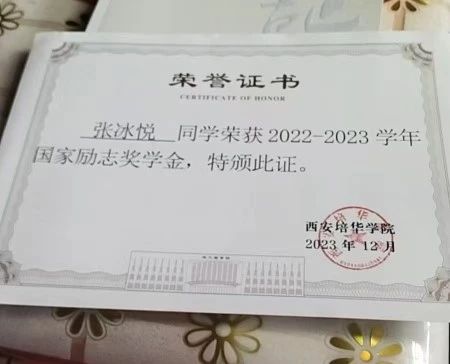 荣誉证书
CERTIFICATE OF HONOR
张冰悦 同学荣获 2022-2023 学年
国家励志奖学金，特颁此证。
西安培华学院
2023 年 12 月